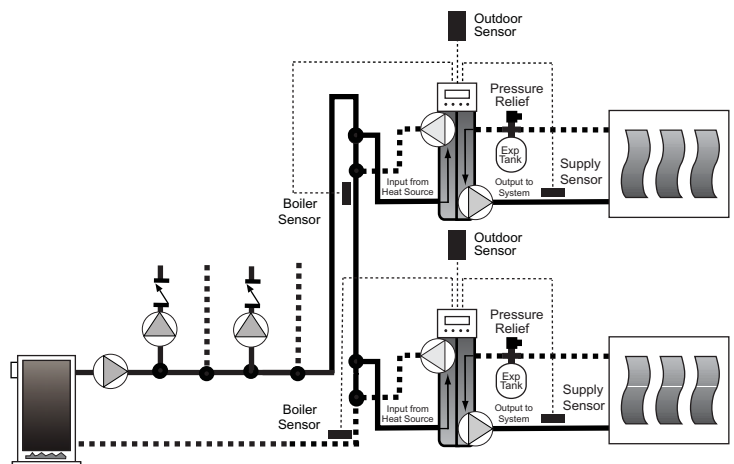 Outdoor
Sensor
Pressure
Relief
Exp
Tank
Input from
Heat Source
Output to
System
Supply
Sensor
Boiler
Sensor
Outdoor
Sensor
Pressure
Relief
Exp
Tank
Input from
Heat Source
Output to
System
Supply
Sensor
Boiler
Sensor